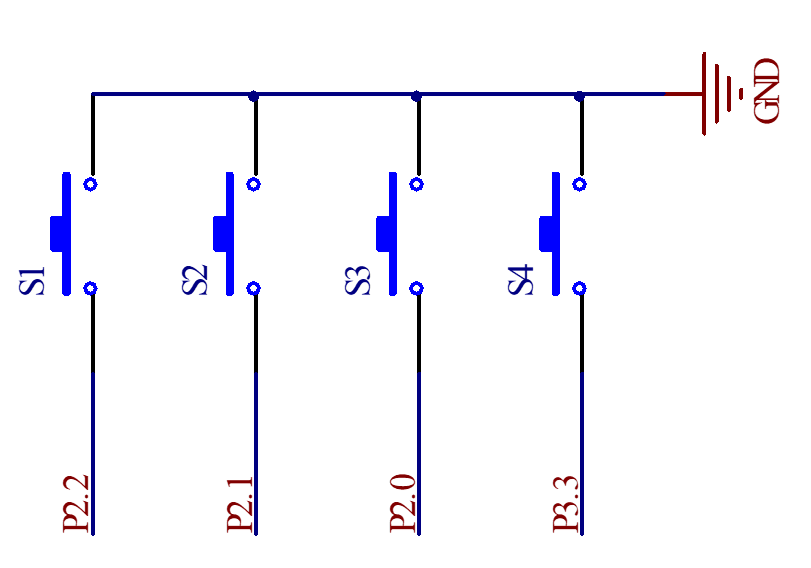 GND
S1
S2
S3
S4
P2.2
P2.1
P2.0
P3.3